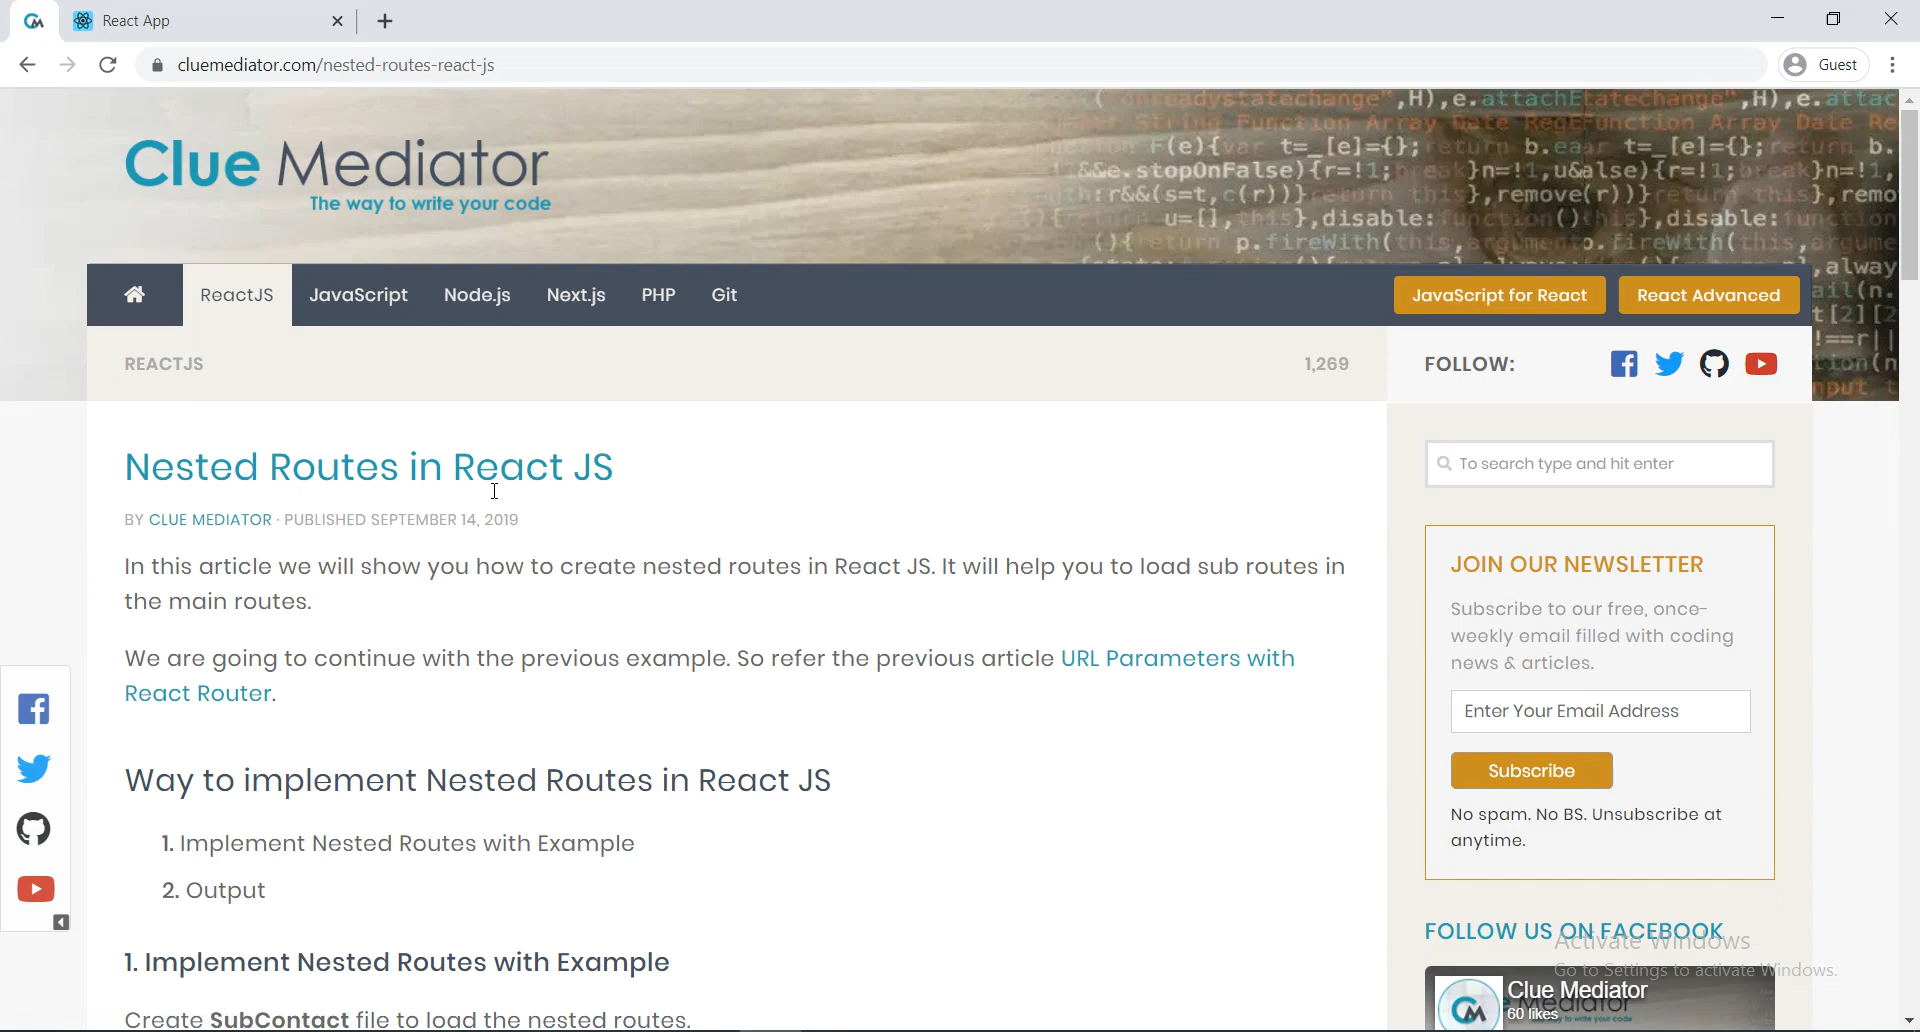 React App
cluemediator.com/nested-routes-react-js
Guest
Clue Mediator
The way to write your code
ReactJS JavaScript Node.js Next.js PHP Git JavaScript for React React Advanced
REACTJS 1,269 FOLLOW:
Nested Routes in React JS
To search type and hit enter
BY CLUE MEDIATOR · PUBLISHED SEPTEMBER 14, 2019
In this article we will show you how to create nested routes in React JS. It will help you to load sub routes in
the main routes.
We are going to continue with the previous example. So refer the previous article URL Parameters with
React Router.
Way to implement Nested Routes in React JS
1. Implement Nested Routes with Example
2. Output
1. Implement Nested Routes with Example
Create SubContact file to load the nested routes.
JOIN OUR NEWSLETTER
Subscribe to our free, once-
weekly email filled with coding
news & articles.
Enter Your Email Address
Subscribe
No spam. No BS. Unsubscribe at
anytime.
FOLLOW US ON FACEBOOK
Activate Windows
Go to Settings to activate Windows.
Clue Mediator
60 likes